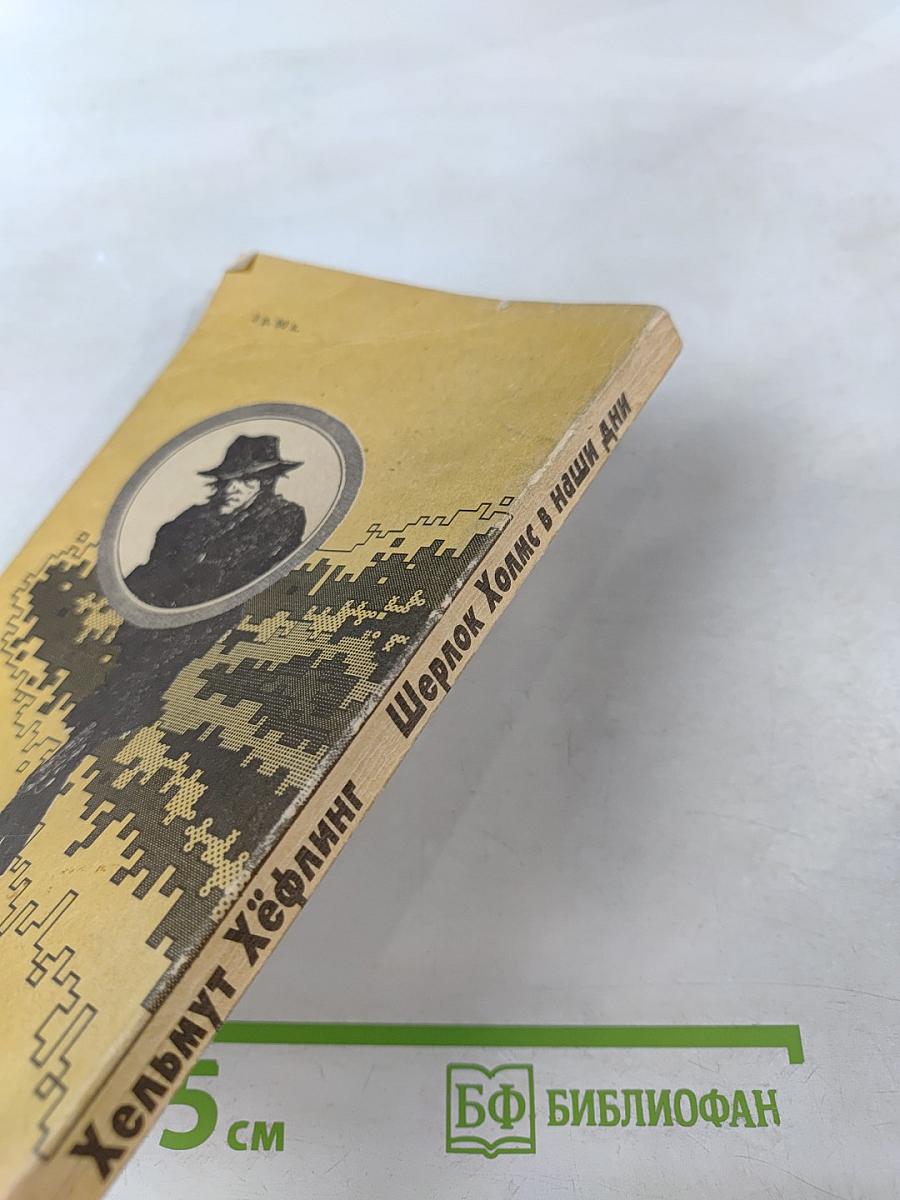 Хельмут Хёфлинг Шерлок Холмс в наши дни
5 см
БФ БИБЛИОФАН